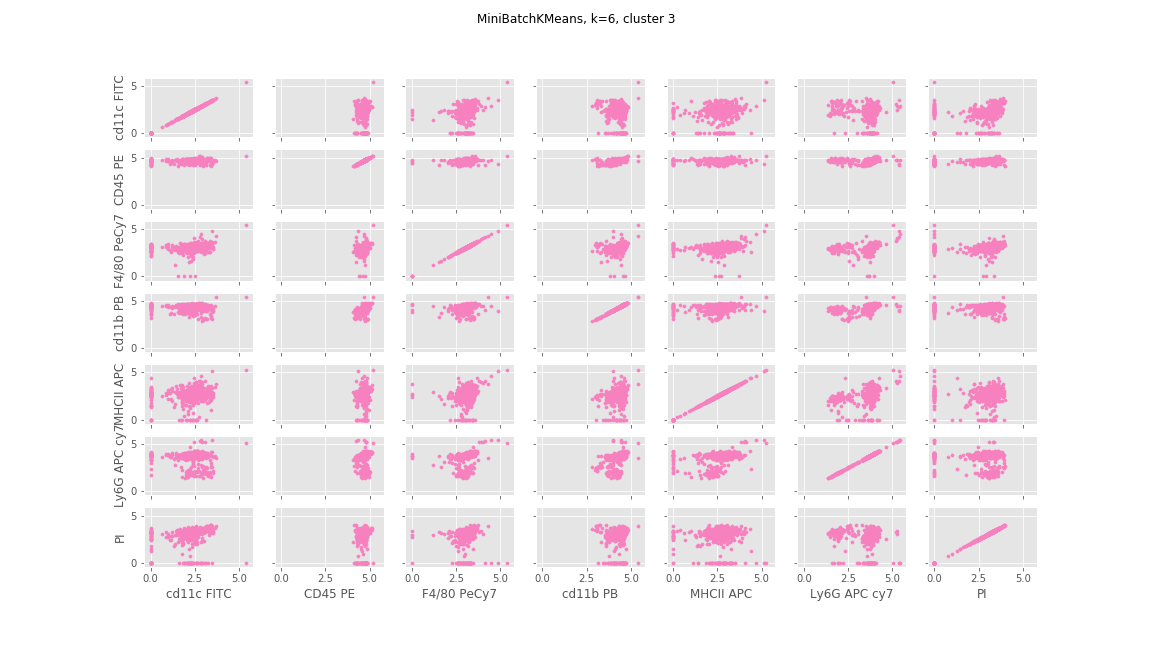 MiniBatchKMeans, k=6, cluster 3
cd11c FITC
5
0
CD45 PE
5
0
F4/80 PeCy7
5
0
cd11b PB
5
0
MHCII APC
5
0
Ly6G APC cy7
5
0
PI
5
0
0.0 2.5 5.0 0.0 2.5 5.0 0.0 2.5 5.0 0.0 2.5 5.0 0.0 2.5 5.0 0.0 2.5 5.0 0.0 2.5 5.0
cd11c FITC CD45 PE F4/80 PeCy7 cd11b PB MHCII APC Ly6G APC cy7 PI